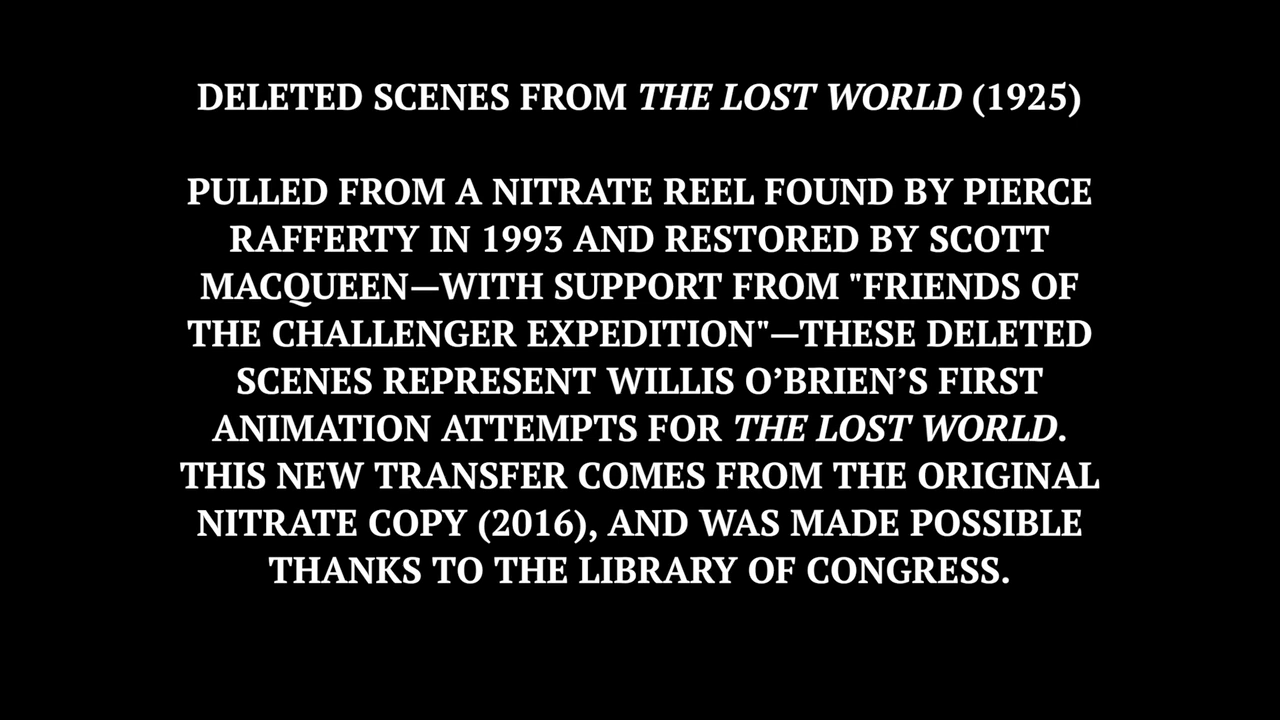 DELETED SCENES FROM THE LOST WORLD (1925)
PULLED FROM A NITRATE REEL FOUND BY PIERCE
RAFFERTY IN 1993 AND RESTORED BY SCOTT
MACQUEEN—WITH SUPPORT FROM "FRIENDS OF
THE CHALLENGER EXPEDITION"—THESE DELETED
SCENES REPRESENT WILLIS O’BRIEN’S FIRST
ANIMATION ATTEMPTS FOR THE LOST WORLD.
THIS NEW TRANSFER COMES FROM THE ORIGINAL
NITRATE COPY (2016), AND WAS MADE POSSIBLE
THANKS TO THE LIBRARY OF CONGRESS.